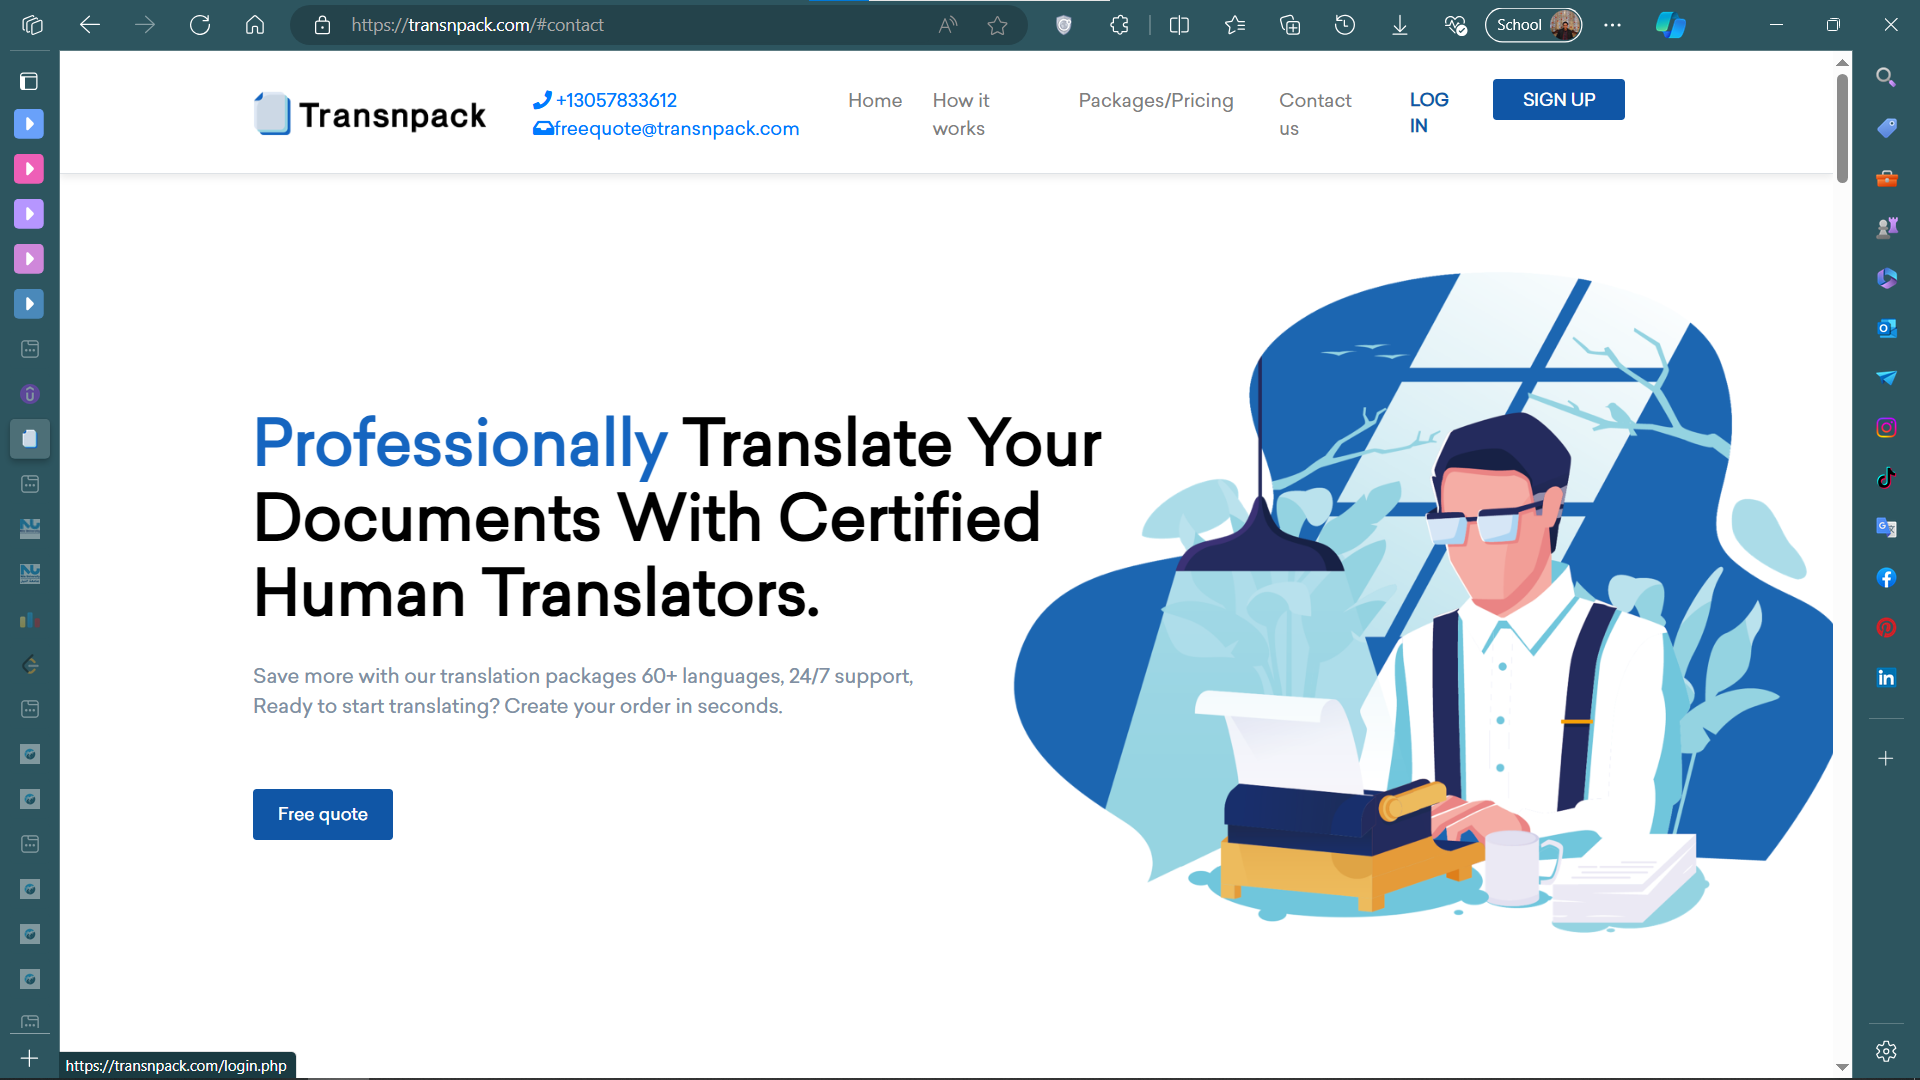 https://transnpack.com/#contact
School
Transnpack
+13057833612
freequote@transnpack.com
Home
How it
works
Packages/Pricing
Contact
us
LOG
IN
SIGN UP
Professionally Translate Your
Documents With Certified
Human Translators.
Save more with our translation packages 60+ languages, 24/7 support,
Ready to start translating? Create your order in seconds.
Free quote
https://transnpack.com/login.php